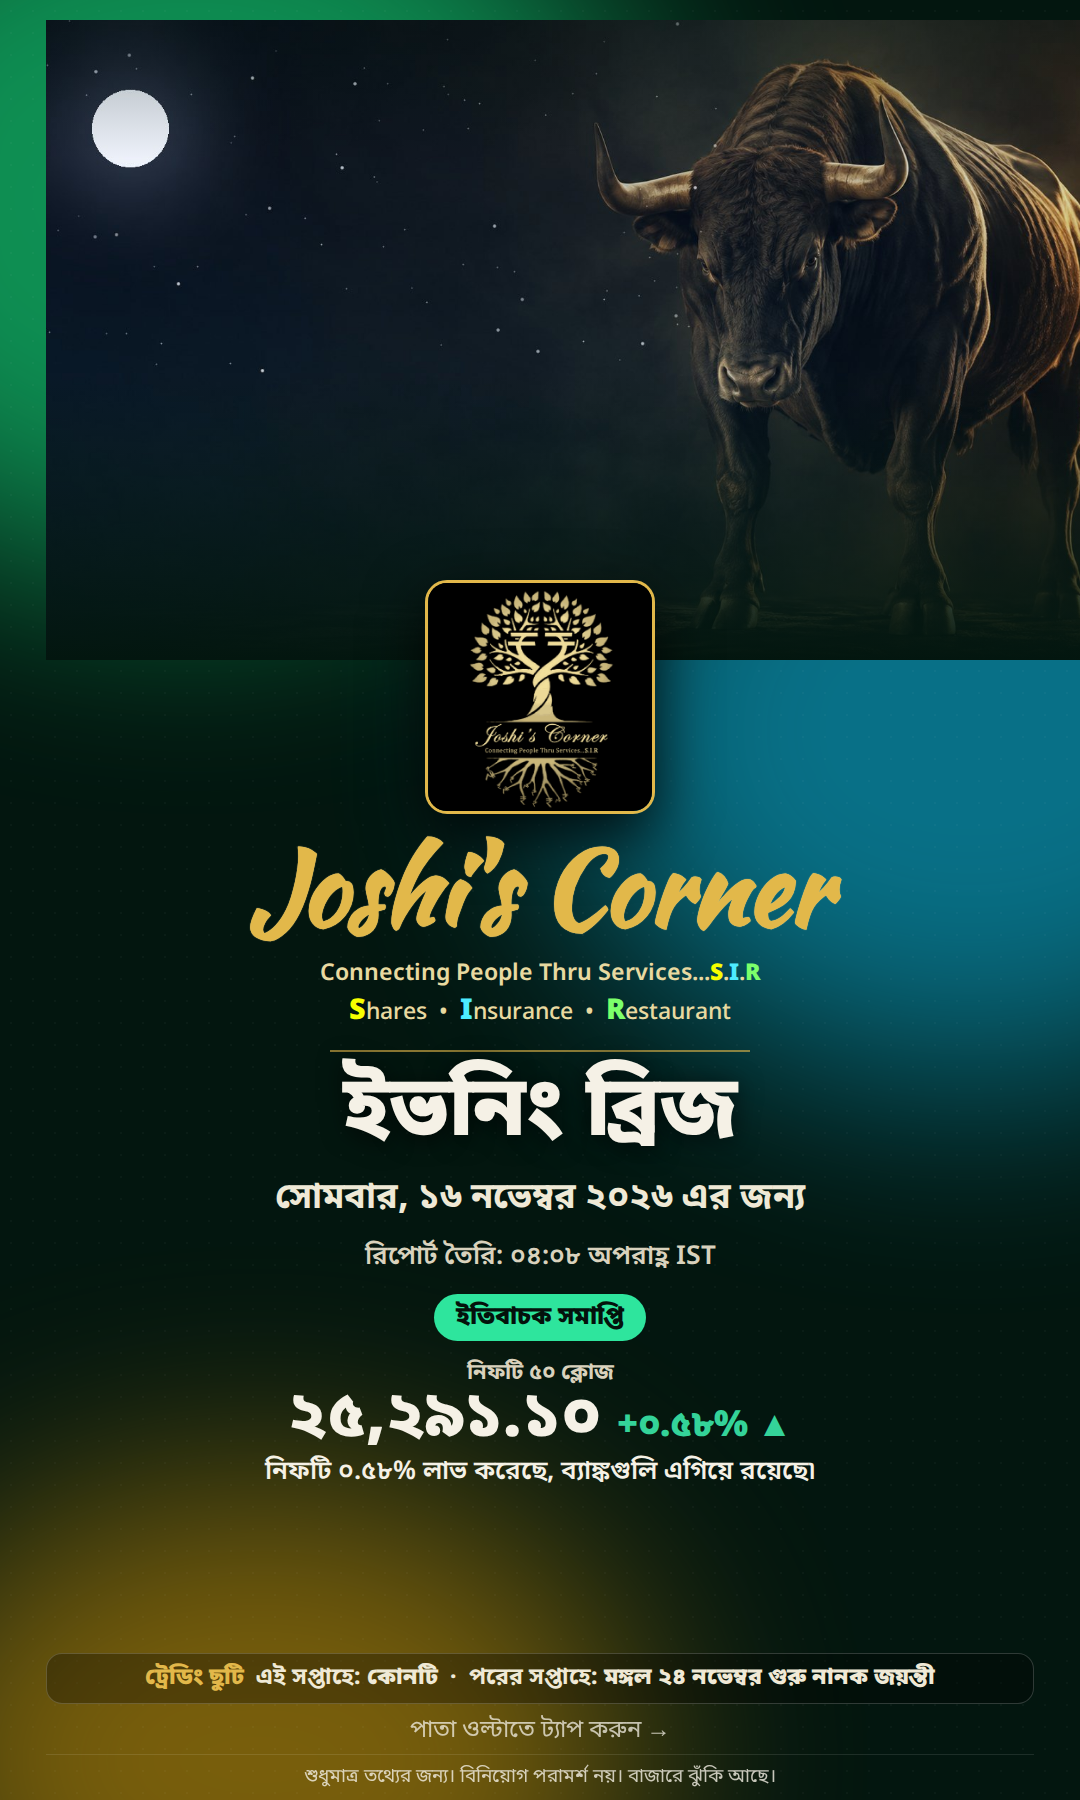 Joshi's Corner
Connecting People Thru Services...S.I.R
Joshi's Corner
Connecting People Thru Services...S.I.R
Shares • Insurance • Restaurant
ইভনিং ব্রিজ
সোমবার, ১৬ নভেম্বর ২০২৬ এর জন্য
রিপোর্ট তৈরি: ০৪:০৮ অপরাহ্ণ IST
ইতিবাচক সমাপ্তি
নিফটি ৫০ ক্লোজ
২৫,২৯১.১০ +০.৫৮% ▲
নিফটি ০.৫৮% লাভ করেছে, ব্যাঙ্কগুলি এগিয়ে রয়েছে।
ট্রেডিং ছুটি এই সপ্তাহে: কোনটি · পরের সপ্তাহে: মঙ্গল ২৪ নভেম্বর গুরু নানক জয়ন্তী
পাতা ওল্টাতে ট্যাপ করুন →
শুধুমাত্র তথ্যের জন্য। বিনিয়োগ পরামর্শ নয়। বাজারে ঝুঁকি আছে।